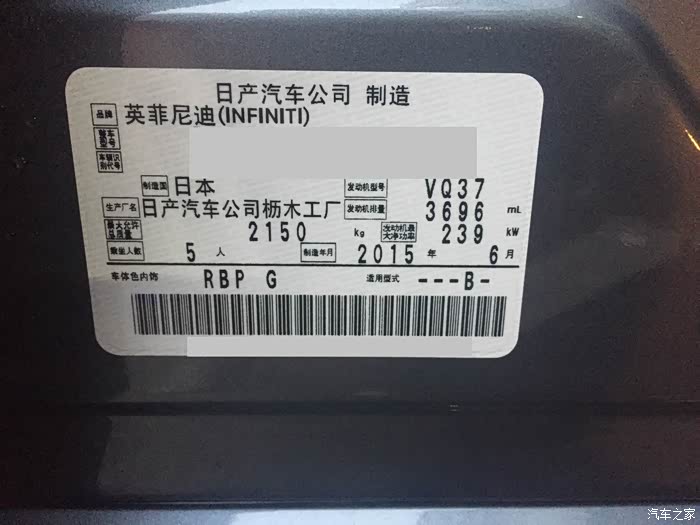 日产汽车公司 制造
品牌 英菲尼迪(INFINITI)
整车型号
车辆识别代号
制造国 日本 发动机型号 VQ37
生产厂名 日产汽车公司枥木工厂 发动机排量 3696 mL
最大允许总质量 2150 kg 发动机最大净功率 239 kW
乘坐人数 5 人 制造年月 2015 年 6 月
车体色内饰 RBP G 适用型式 ---B-
汽车之家